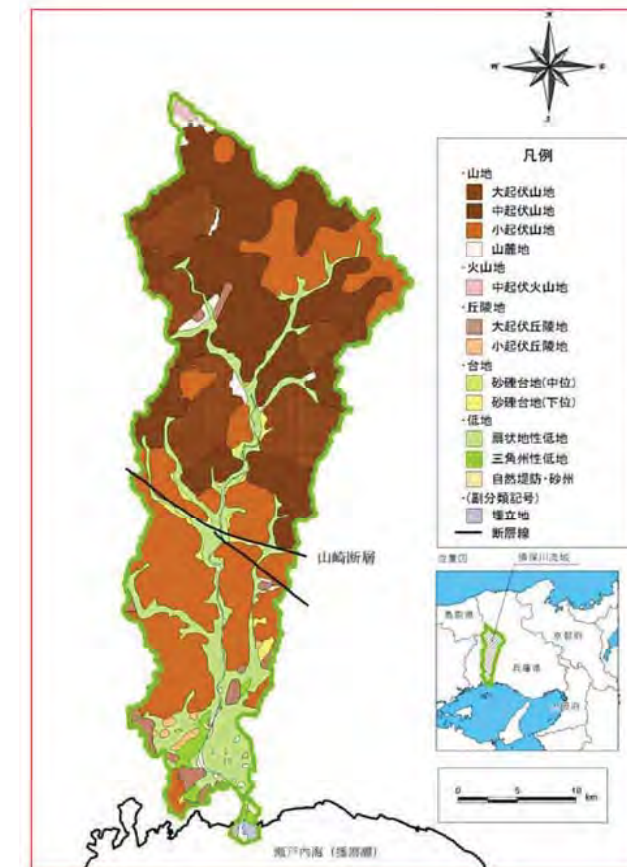 N
W
E
S
凡例
・山地
大起伏山地
中起伏山地
小起伏山地
山麓地
・火山地
中起伏火山地
・丘陵地
大起伏丘陵地
小起伏丘陵地
・台地
砂礫台地(中位)
砂礫台地(下位)
・低地
扇状地性低地
三角州性低地
自然堤防・砂州
・(副分類記号)
埋立地
断層線
山崎断層
位置図
揖保川流域
鳥取県
京都府
兵庫県
0 5 10 km
瀬戸内海 (播磨灘)